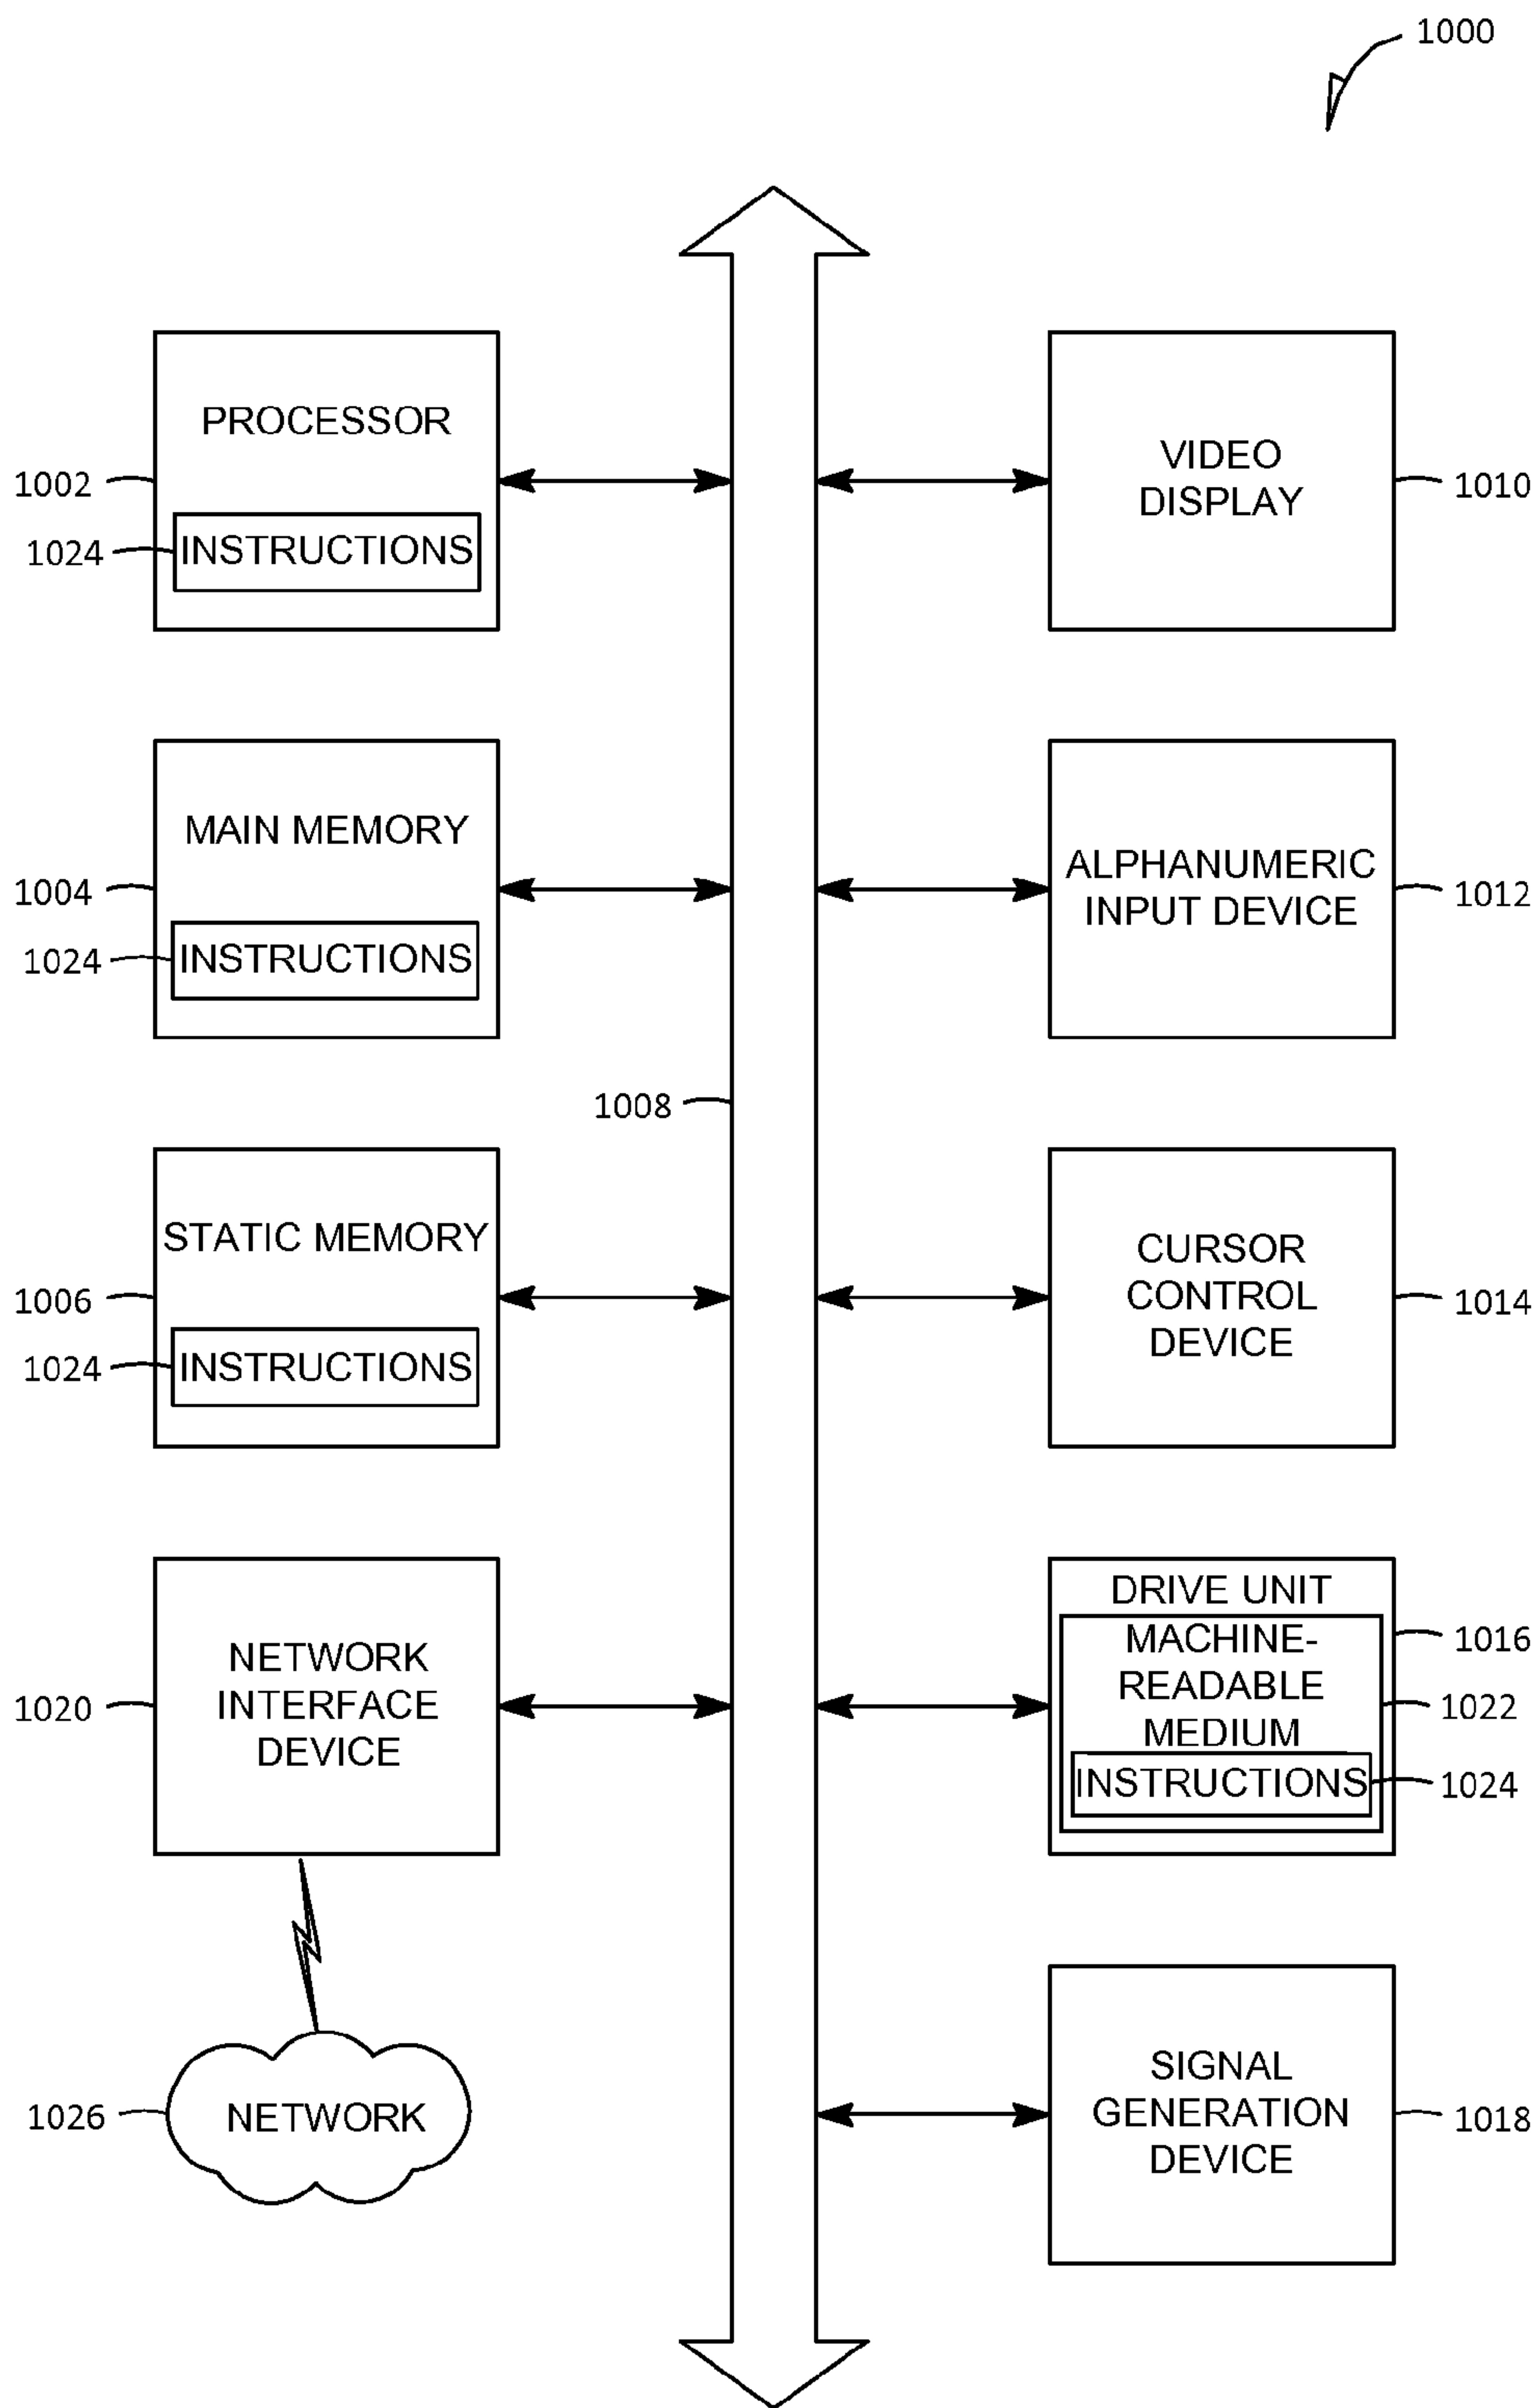 1000
PROCESSOR
1002
1024
INSTRUCTIONS
VIDEO
DISPLAY
1010
MAIN MEMORY
1004
1024
INSTRUCTIONS
ALPHANUMERIC
INPUT DEVICE
1012
1008
STATIC MEMORY
1006
1024
INSTRUCTIONS
CURSOR
CONTROL
DEVICE
1014
NETWORK
INTERFACE
DEVICE
1020
DRIVE UNIT
1016
MACHINE-
READABLE
MEDIUM
1022
INSTRUCTIONS
1024
NETWORK
1026
SIGNAL
GENERATION
DEVICE
1018